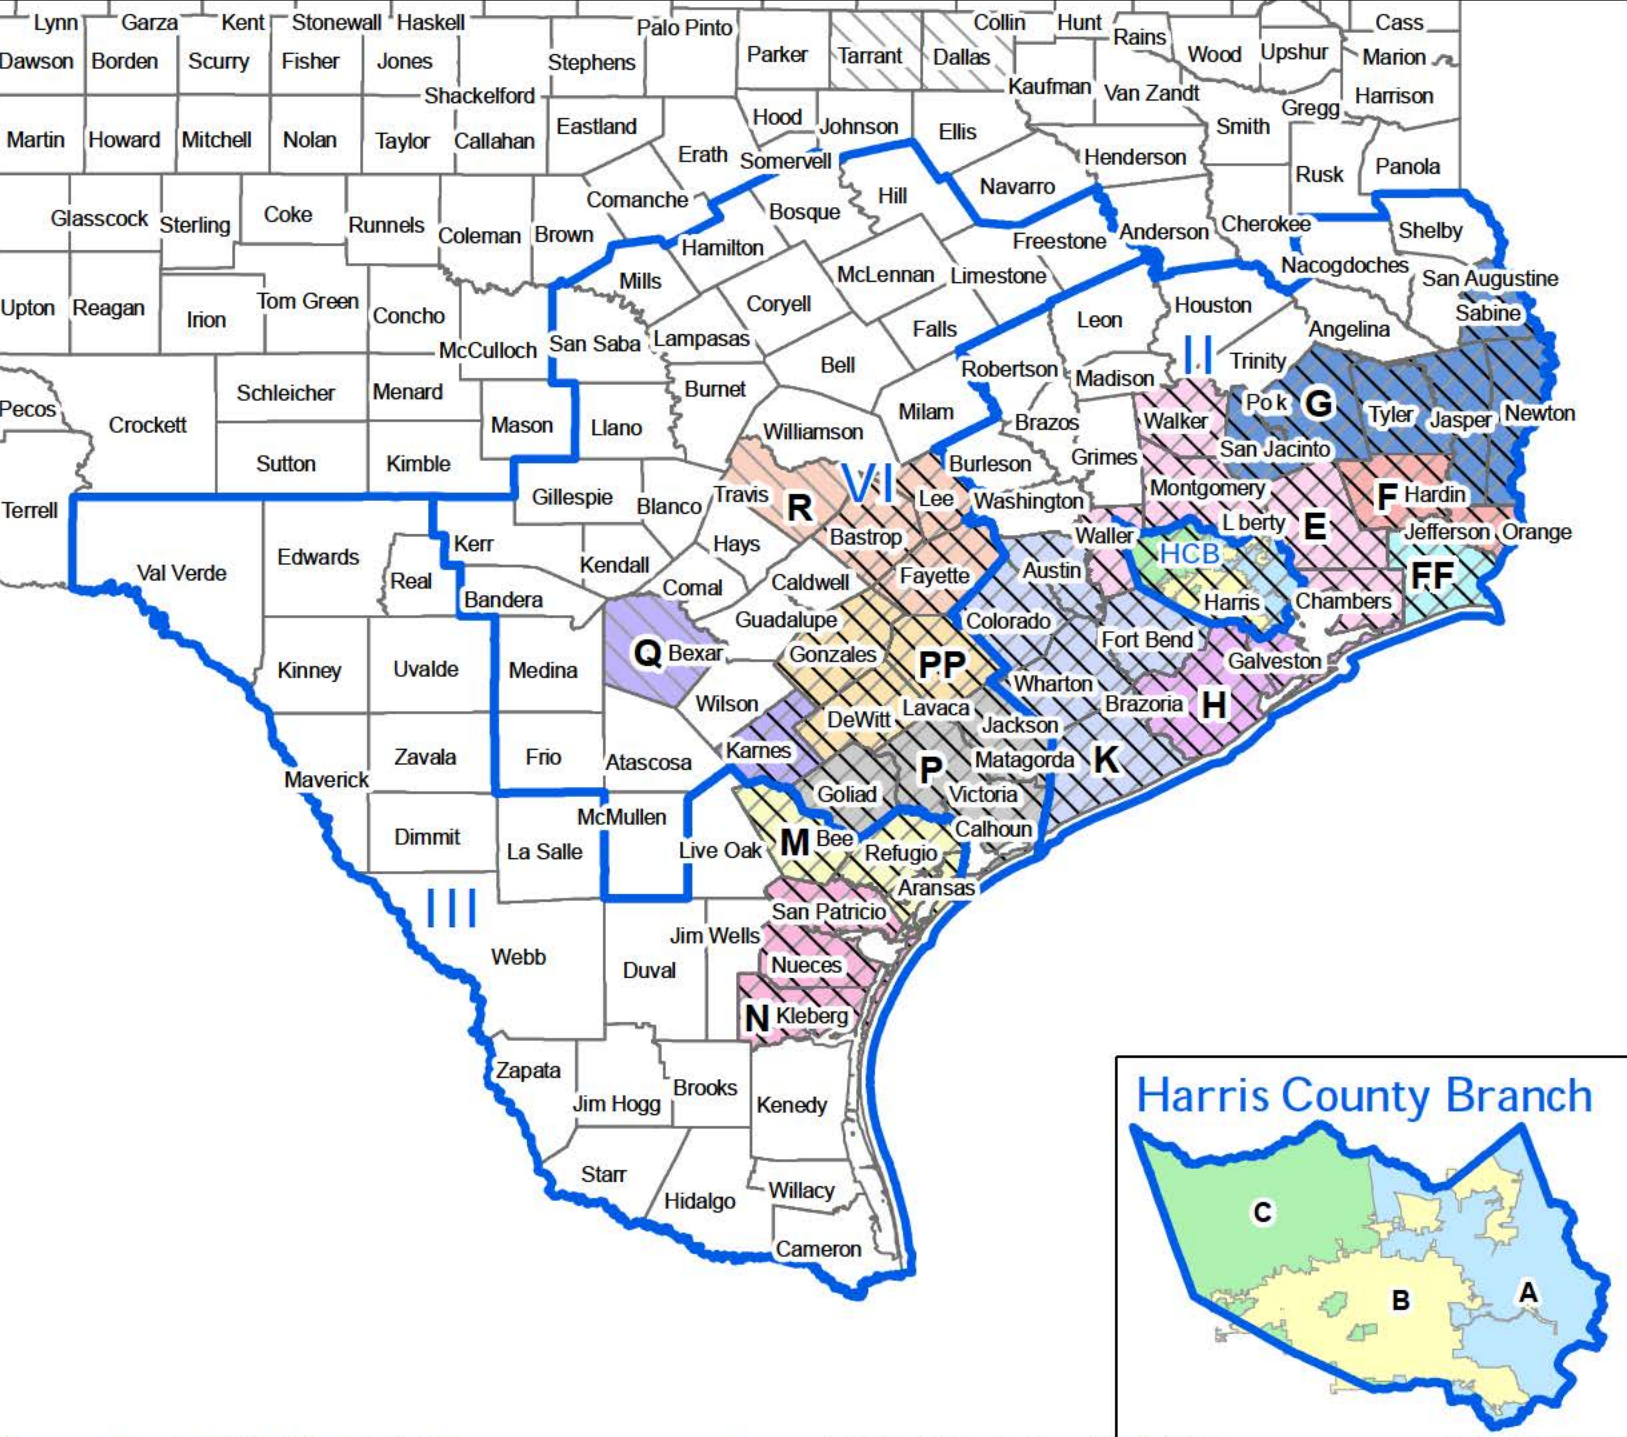 Lynn Garza Kent Stonewall Haskell Palo Pinto Collin Hunt Cass
Rains
Dawson Borden Scurry Fisher Jones Stephens Parker Tarrant Dallas Wood Upshur Marion
Shackelford Kaufman Van Zandt Gregg Harrison
Martin Howard Mitchell Nolan Taylor Callahan Eastland Hood Johnson Ellis Smith
Erath Somervell Henderson Rusk Panola
Comanche Hill Navarro
Glasscock Sterling Coke Runnels Coleman Brown Bosque Cherokee Shelby
Hamilton Freestone Anderson
Mills McLennan Limestone Nacogdoches San Augustine
Upton Reagan Irion Tom Green Concho Coryell Leon Houston Sabine
McCulloch San Saba Lampasas Falls Angelina
Bell Robertson II Trinity
Pecos Crockett Schleicher Menard Burnet Madison
Mason Llano Milam Brazos Walker Polk G Tyler Jasper Newton
Williamson San Jacinto
Sutton Kimble VI Burleson Grimes
Terrell Gillespie Blanco Travis R Lee Washington Montgomery F Hardin
Edwards Kerr Hays Bastrop Waller L berty E Jefferson Orange
Val Verde Real Kendall Caldwell Fayette Austin HCB FF
Bandera Comal Harris Chambers
Guadalupe Colorado Fort Bend
Kinney Uvalde Medina Q Bexar Gonzales PP Galveston
Wilson Wharton Brazoria H
DeWitt Lavaca Jackson
Zavala Frio Atascosa Karnes Matagorda K
Maverick Goliad P Victoria
Dimmit McMullen Calhoun
La Salle Live Oak M Bee Refugio
III Aransas
San Patricio
Webb Duval Jim Wells Nueces
N Kleberg
Zapata Jim Hogg Brooks Kenedy
Starr Hidalgo Willacy
Cameron
Harris County Branch
C
B
A